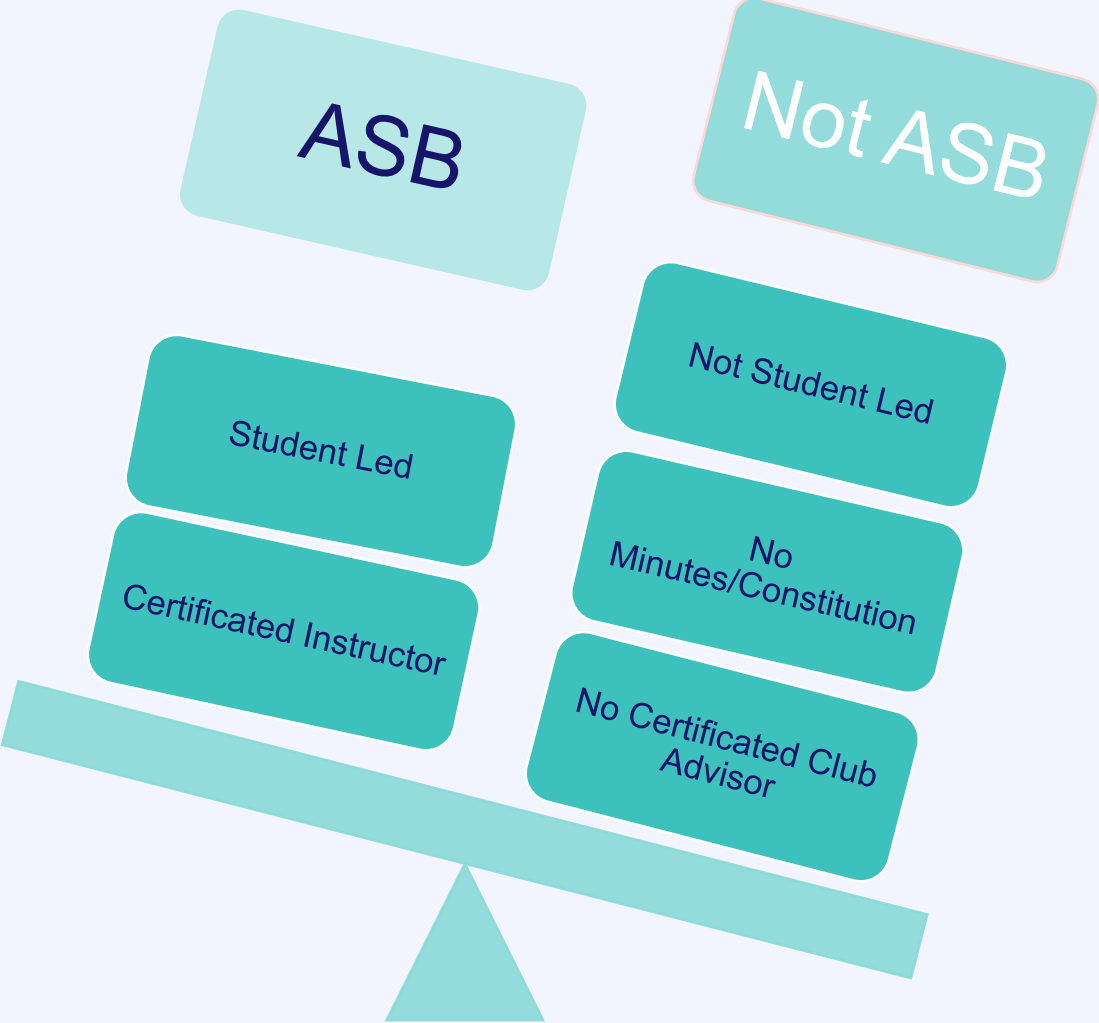 ASB
Student Led
Certificated Instructor
Not ASB
Not Student Led
No
Minutes/Constitution
No Certificated Club
Advisor